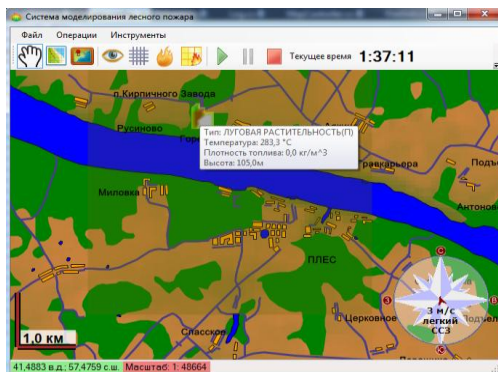 Система моделирования лесного пожара
Файл Операции Инструменты
Текущее время 1:37:11
п.Кирпичного Завода
Русиново
Тип: ЛУГОВАЯ РАСТИТЕЛЬНОСТЬ(П)
Температура: 283,3 °C
Плотность топлива: 0,0 кг/м^3
Высота: 105,0м
Миловка
Антоново
ПЛЕС
С
З
В
Ю
3 м/с
легкий
ССЗ
Церковное
Спасское
1,0 км
41,4883 в.д.; 57,4759 с.ш. Масштаб: 1: 48664